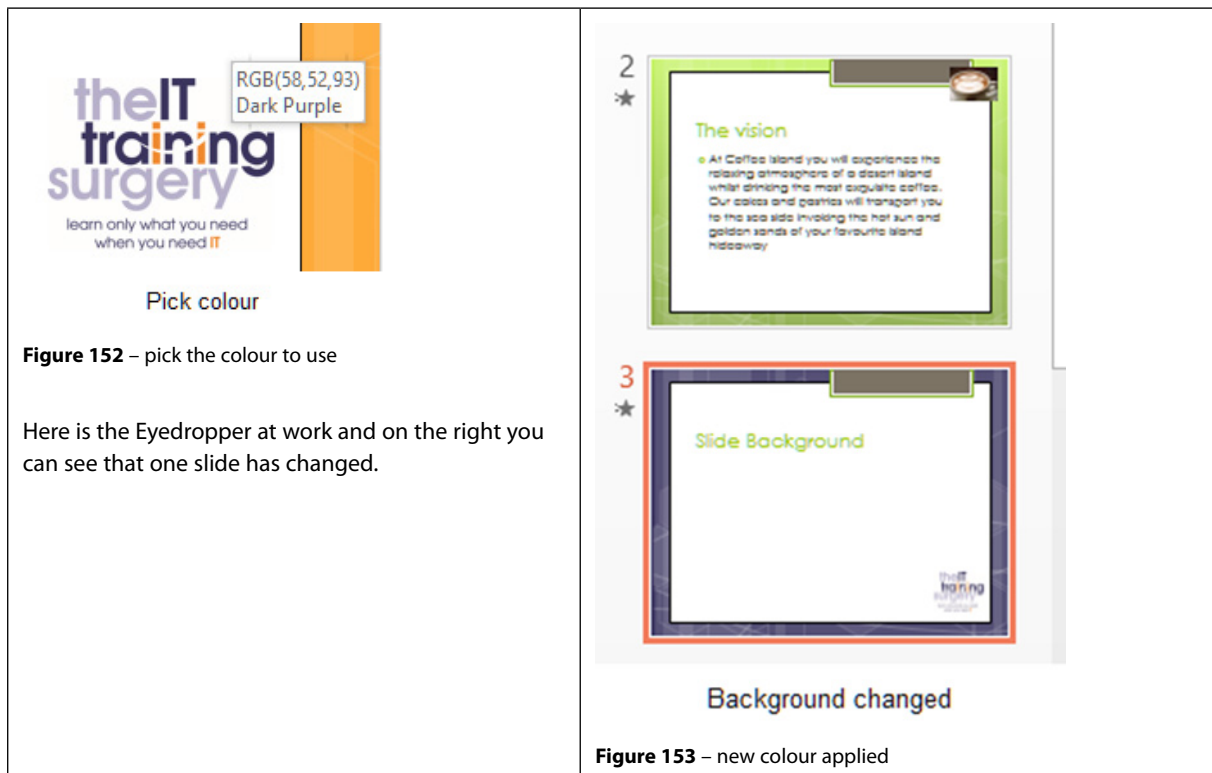 RGB(58,52,93)
Dark Purple
theIT
training
surgery
learn only what you need
when you need IT
Pick colour
Figure 152 – pick the colour to use
Here is the Eyedropper at work and on the right you
can see that one slide has changed.
2
The vision
At Coffee Island you will experience the
relaxing atmosphere of a desert island
whilst drinking the most exquisite coffee.
Our cakes and pastries will transport you
to the sea side invoking the hot sun and
golden sands of your favourite island
hideaway
3
Slide Background
theIT
training
surgery
Background changed
Figure 153 – new colour applied